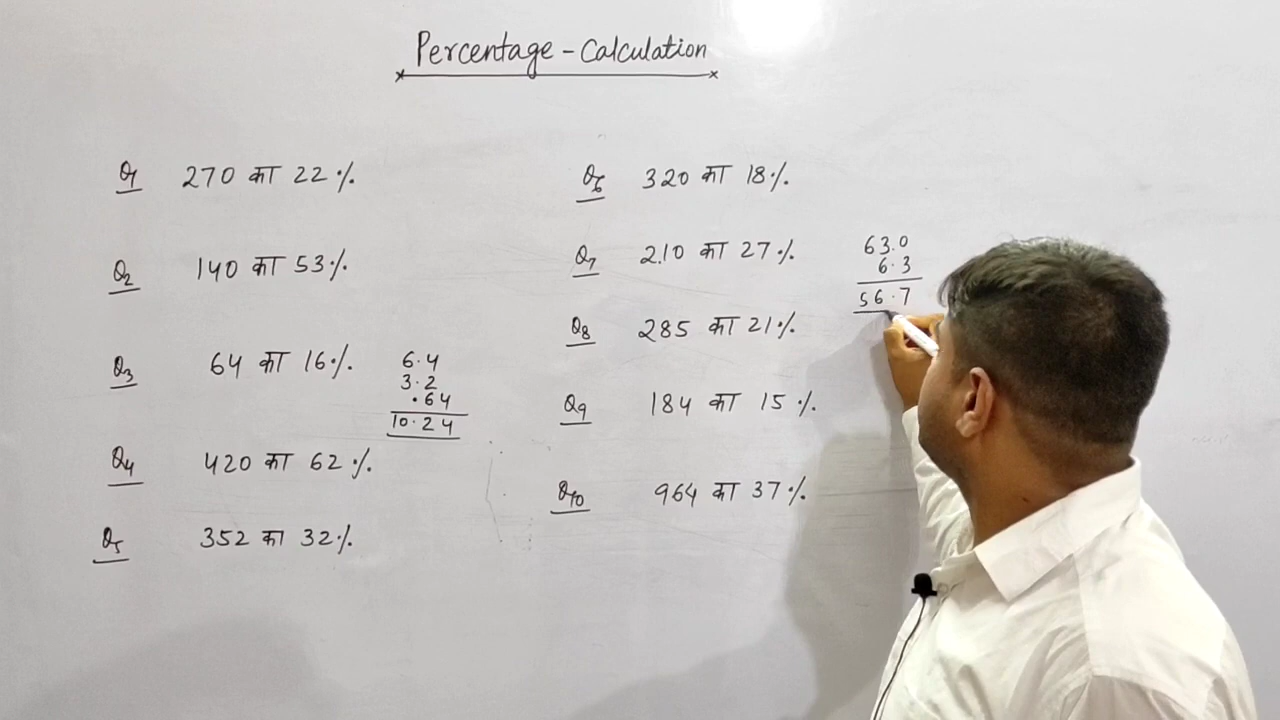 Percentage - Calculation
Q1 270 का 22%
Q2 140 का 53%
Q3 64 का 16%
6.4
3.2
.64
10.24
Q4 420 का 62%
Q5 352 का 32%
Q6 320 का 18%
Q7 210 का 27%
63.0
6.3
56.7
Q8 285 का 21%
Q9 184 का 15%
Q10 964 का 37%